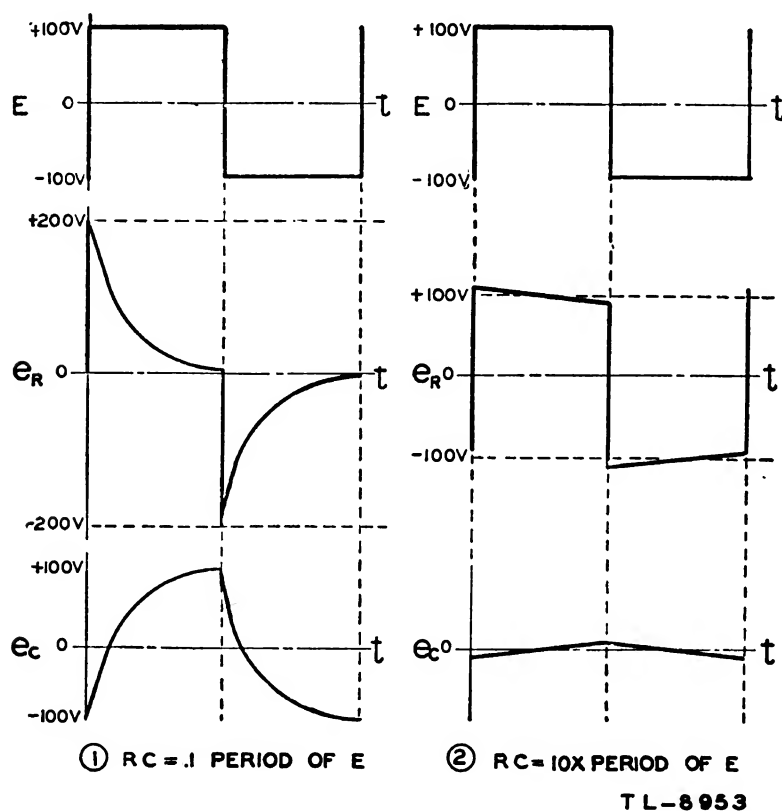 +100V
E 0 t
-100V
+200V
eR 0 t
-200V
+100V
eC 0 t
-100V
① RC = .1 PERIOD OF E
+100V
E 0 t
-100V
+100V
eR 0 t
-100V
eC 0 t
② RC = 10X PERIOD OF E
TL-8953